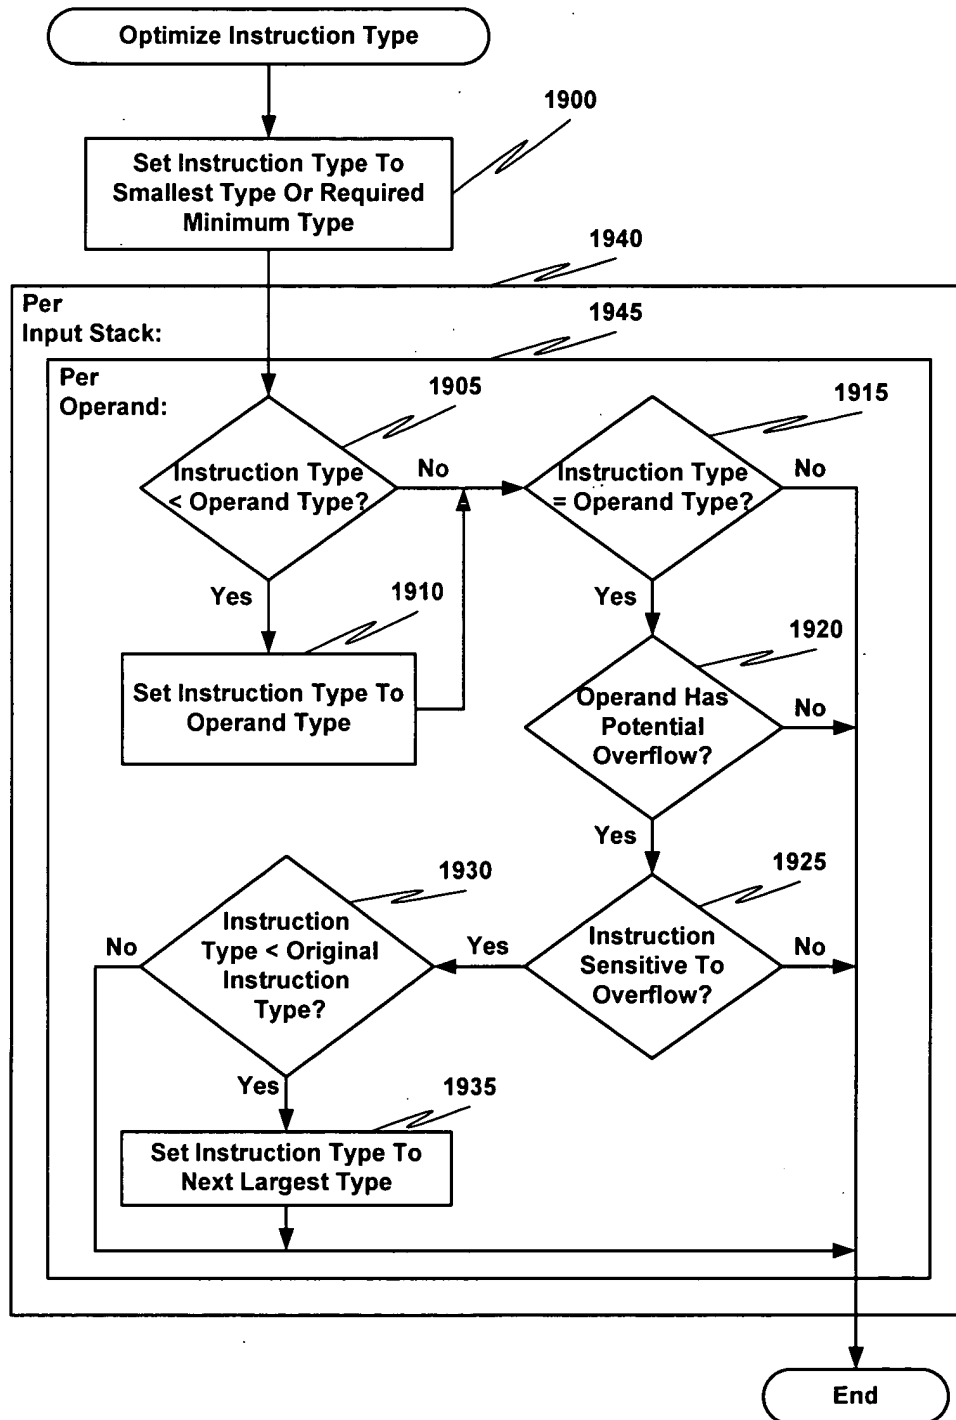 Optimize Instruction Type
1900
Set Instruction Type To
Smallest Type Or Required
Minimum Type
1940
Per
Input Stack:
1945
Per
Operand:
1905
1915
Instruction Type
< Operand Type?
No
Instruction Type
= Operand Type?
No
Yes
1910
Yes
1920
Set Instruction Type To
Operand Type
Operand Has
Potential
Overflow?
No
Yes
1930
1925
Instruction
Type < Original
Instruction
Type?
No
Yes
Instruction
Sensitive To
Overflow?
No
Yes
1935
Set Instruction Type To
Next Largest Type
End